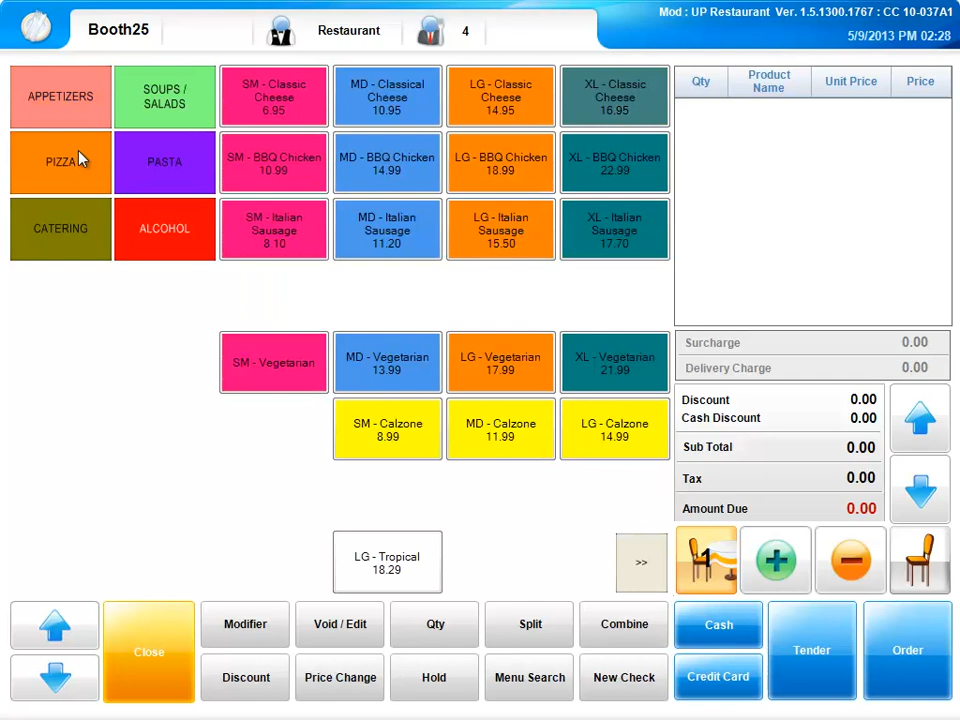 Mod : UP Restaurant Ver. 1.5.1300.1767 : CC 10-037A1
Booth25
Restaurant
4
5/9/2013 PM 02:28
APPETIZERS
SOUPS /
SALADS
SM - Classic
Cheese
6.95
MD - Classical
Cheese
10.95
LG - Classic
Cheese
14.95
XL - Classic
Cheese
16.95
Qty
Product
Name
Unit Price
Price
PIZZA
PASTA
SM - BBQ Chicken
10.99
MD - BBQ Chicken
14.99
LG - BBQ Chicken
18.99
XL - BBQ Chicken
22.99
CATERING
ALCOHOL
SM - Italian
Sausage
8.10
MD - Italian
Sausage
11.20
LG - Italian
Sausage
15.50
XL - Italian
Sausage
17.70
SM - Vegetarian
MD - Vegetarian
13.99
LG - Vegetarian
17.99
XL - Vegetarian
21.99
Surcharge 0.00
Delivery Charge 0.00
SM - Calzone
8.99
MD - Calzone
11.99
LG - Calzone
14.99
Discount 0.00
Cash Discount 0.00
Sub Total 0.00
Tax 0.00
Amount Due 0.00
LG - Tropical
18.29
>>
1
Close
Modifier
Void / Edit
Qty
Split
Combine
Cash
Tender
Order
Discount
Price Change
Hold
Menu Search
New Check
Credit Card